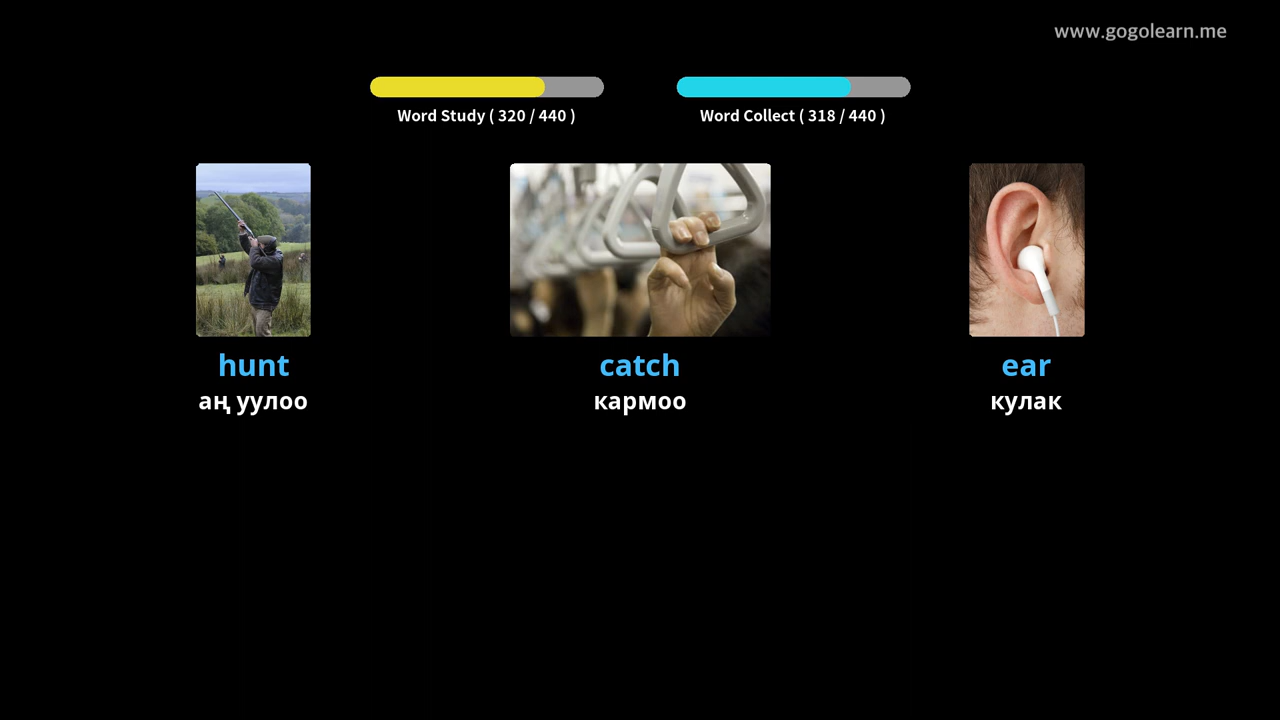 www.gogolearn.me
Word Study ( 320 / 440 )
Word Collect ( 318 / 440 )
hunt
аң уулоо
catch
кармоо
ear
кулак